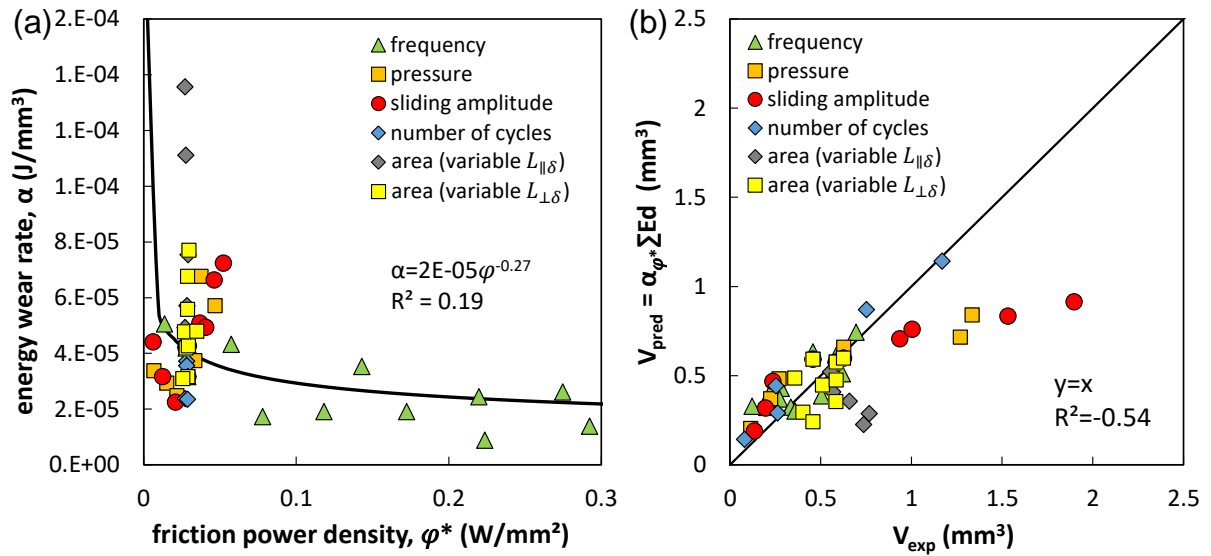 (a)
2.E-04
1.E-04
1.E-04
1.E-04
8.E-05
6.E-05
4.E-05
2.E-05
0.E+00
energy wear rate, α (J/mm³)
frequency
pressure
sliding amplitude
number of cycles
area (variable L∥δ)
area (variable L⊥δ)
α=2E-05φ^-0.27
R² = 0.19
0
0.1
0.2
0.3
friction power density, φ* (W/mm²)
(b)
2.5
2
1.5
1
0.5
0
V_pred = α_φ*∑Ed (mm³)
frequency
pressure
sliding amplitude
number of cycles
area (variable L∥δ)
area (variable L⊥δ)
y=x
R²=-0.54
0
0.5
1
1.5
2
2.5
V_exp (mm³)